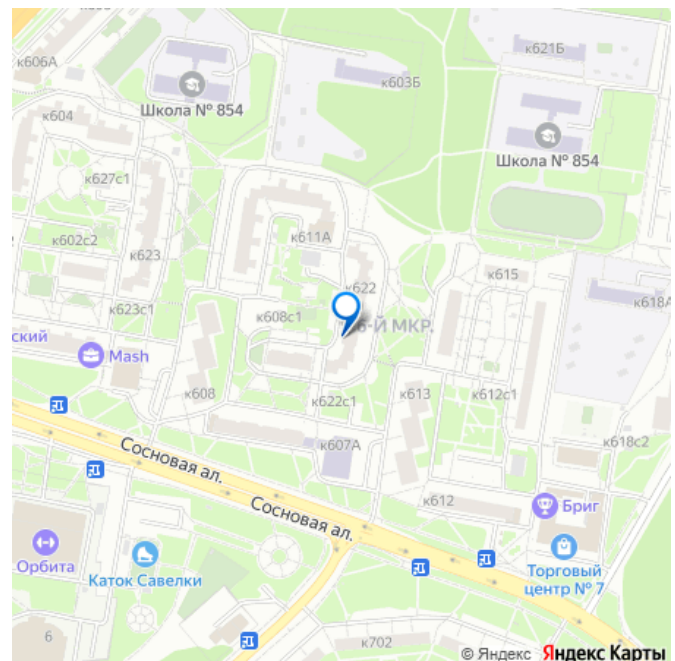 к606А
к621Б
к603Б
Школа № 854
к604
Школа № 854
к627с1
к611А
к602с2
к623
к615
к622
к618А
к623с1
к608с1
6-Й МКР.
ский
Mash
к608
к613
к612с1
к622с1
Сосновая ал.
к607А
к618с2
к612
Бриг
Сосновая ал.
Орбита
Каток Савелки
Торговый
центр № 7
6
к702
© Яндекс Яндекс Карты